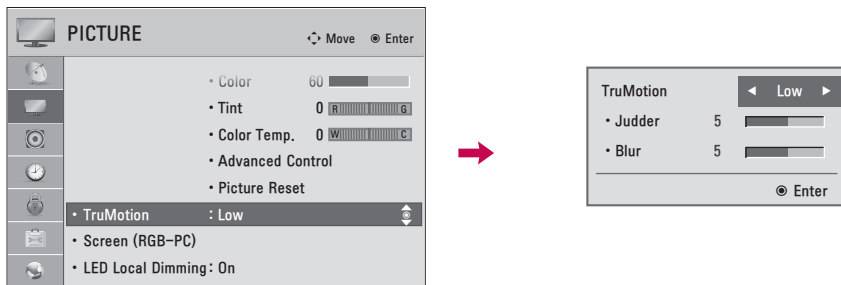 PICTURE Move Enter
• Color 60
• Tint 0 R G
• Color Temp. 0 W C
• Advanced Control
• Picture Reset
• TruMotion : Low
• Screen (RGB-PC)
• LED Local Dimming : On
TruMotion ◄ Low ►
• Judder 5
• Blur 5
Enter